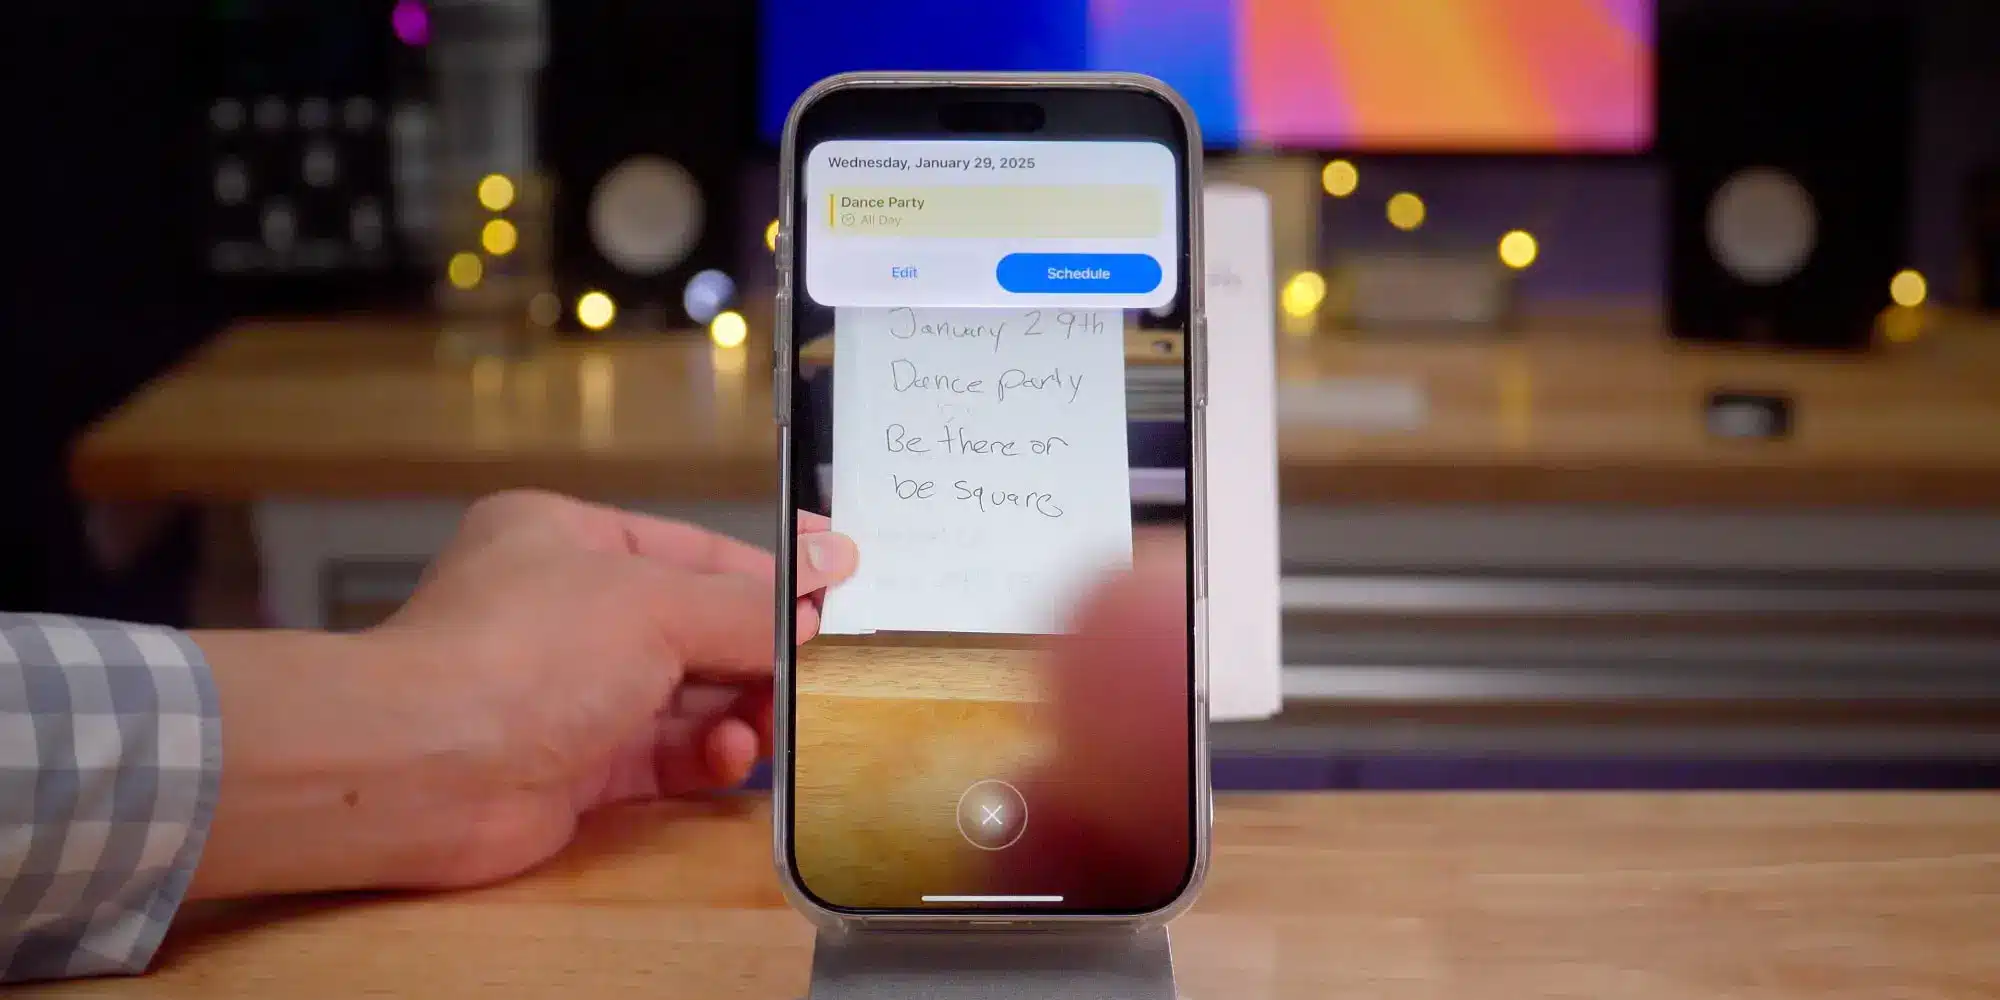 Wednesday, January 29, 2025
Dance Party
All Day
Edit
Schedule
January 29th
Dance party
Be there or
be square